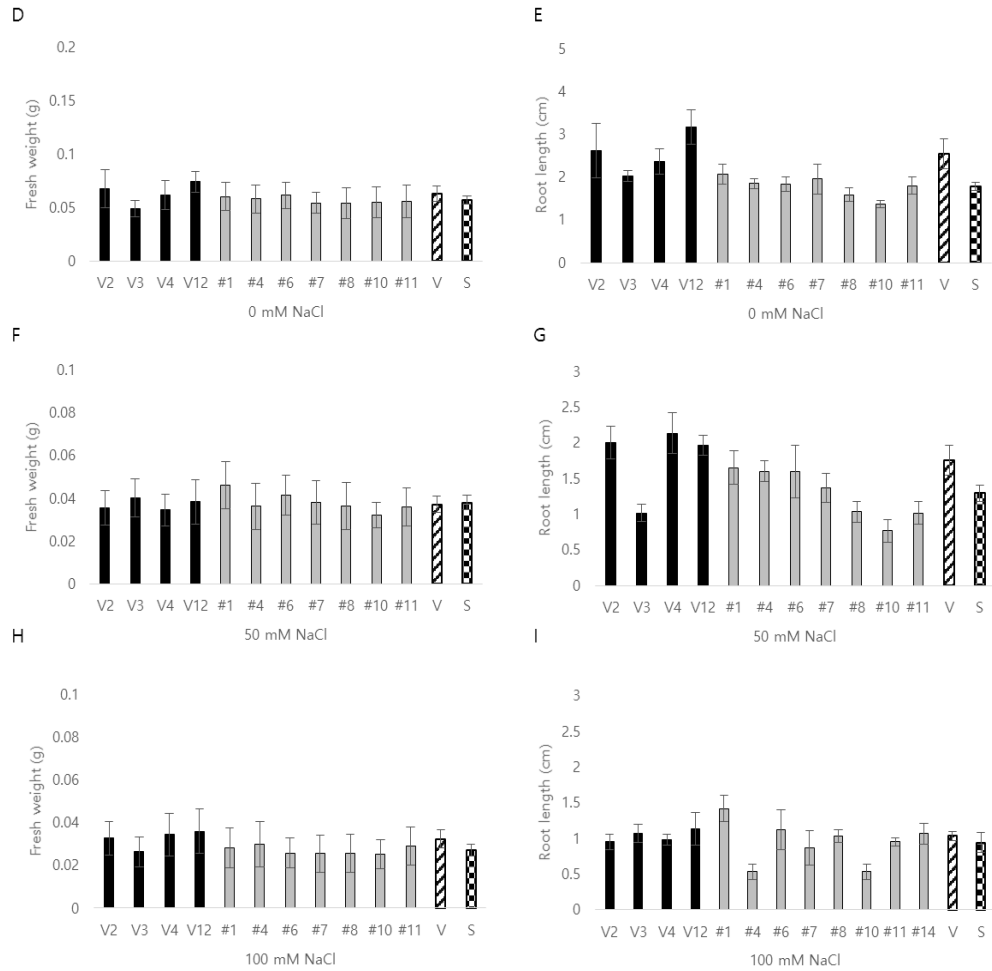 D
Fresh weight (g)
0.2
0.15
0.1
0.05
0
V2 V3 V4 V12 #1 #4 #6 #7 #8 #10 #11 V S
0 mM NaCl
E
Root length (cm)
5
4
3
2
1
0
V2 V3 V4 V12 #1 #4 #6 #7 #8 #10 #11 V S
0 mM NaCl
F
Fresh weight (g)
0.1
0.08
0.06
0.04
0.02
0
V2 V3 V4 V12 #1 #4 #6 #7 #8 #10 #11 V S
50 mM NaCl
G
Root length (cm)
3
2.5
2
1.5
1
0.5
0
V2 V3 V4 V12 #1 #4 #6 #7 #8 #10 #11 V S
50 mM NaCl
H
Fresh weight (g)
0.1
0.08
0.06
0.04
0.02
0
V2 V3 V4 V12 #1 #4 #6 #7 #8 #10 #11 V S
100 mM NaCl
I
Root length (cm)
3
2.5
2
1.5
1
0.5
0
V2 V3 V4 V12 #1 #4 #6 #7 #8 #10 #11 #14 V S
100 mM NaCl